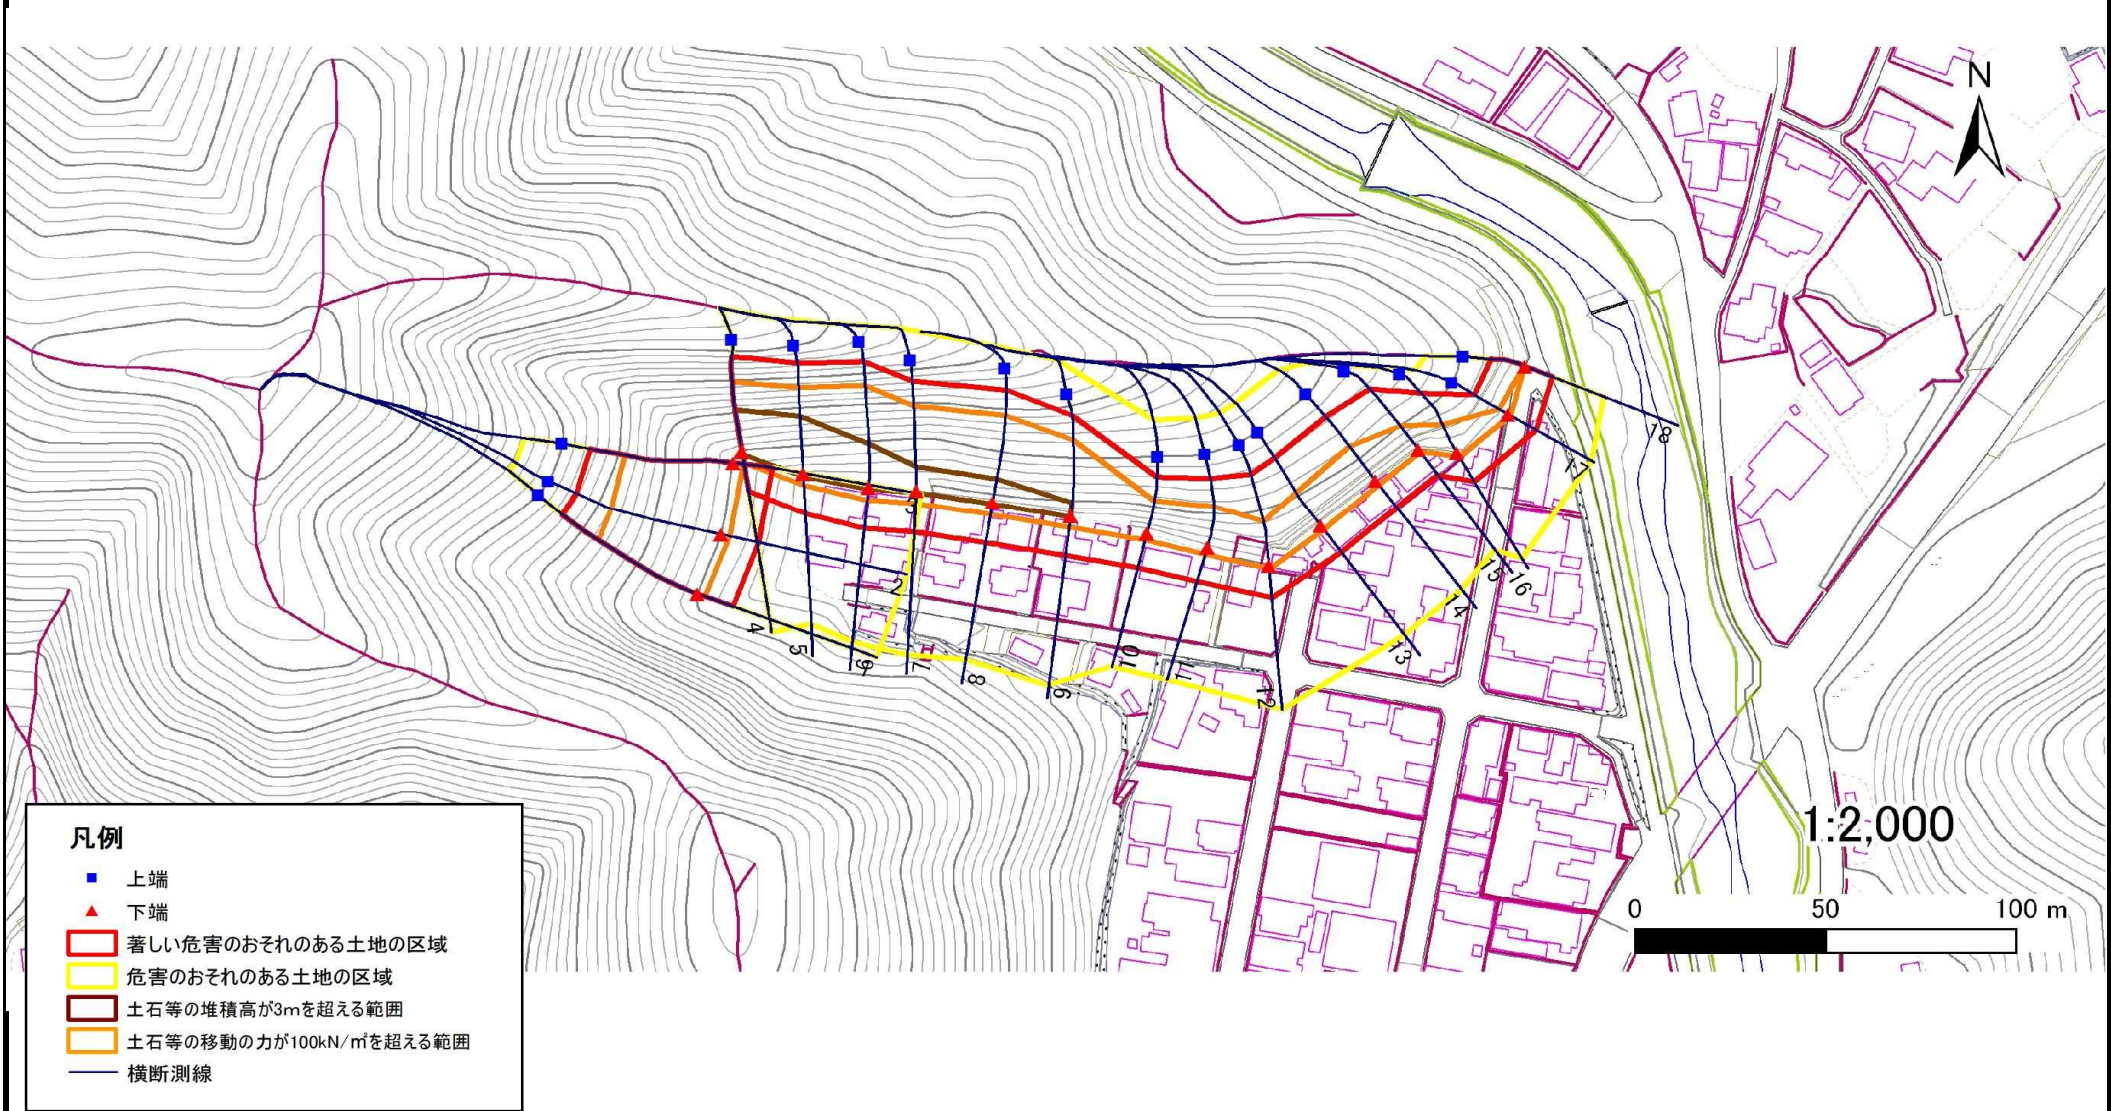 N
18
17
3
2
16
15
14
4
5
6
7
8
9
10
11
12
13
1:2,000
0 50 100 m
凡例
上端
下端
著しい危害のおそれのある土地の区域
危害のおそれのある土地の区域
土石等の堆積高が3mを超える範囲
土石等の移動の力が100kN/㎡を超える範囲
横断測線